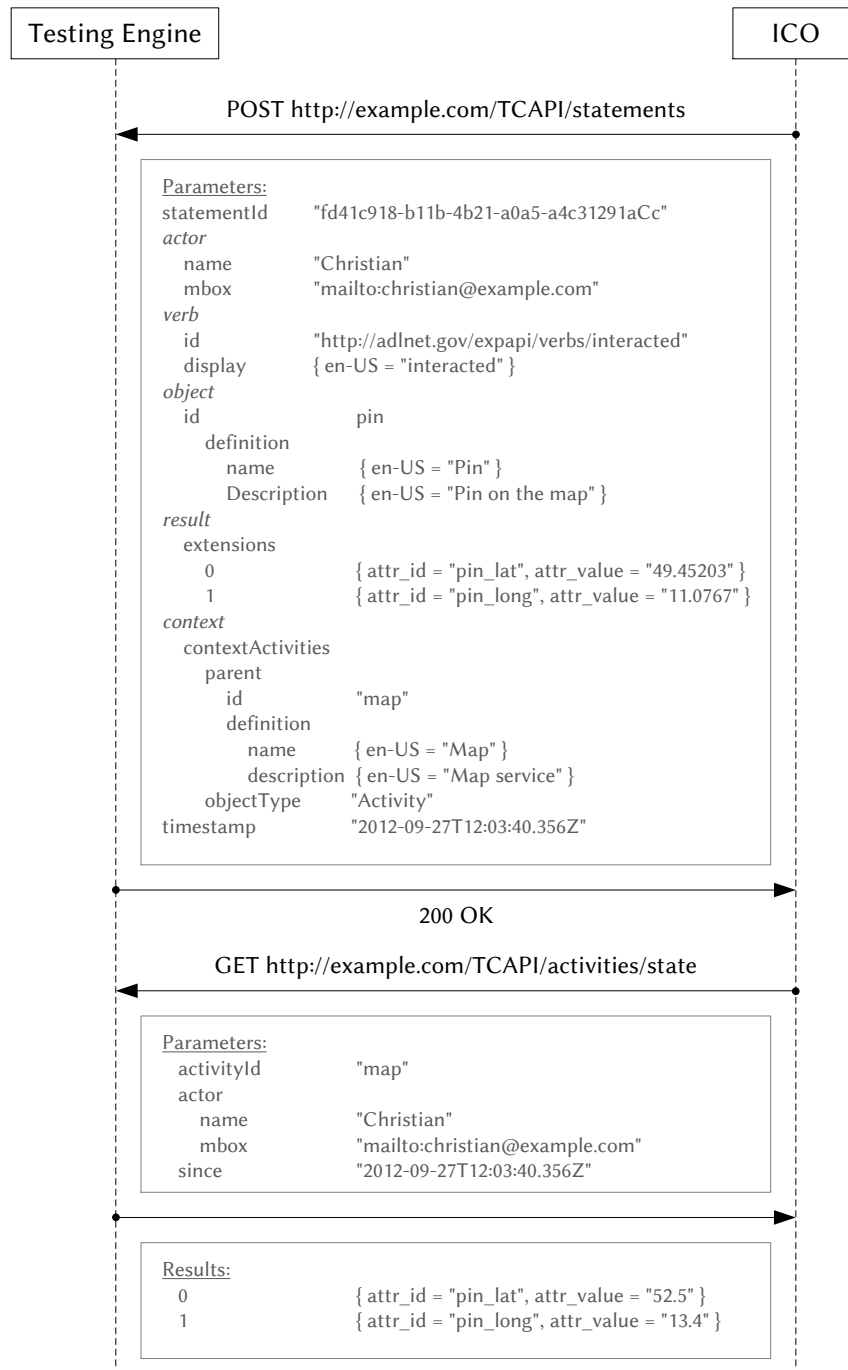 Testing Engine
ICO
POST http://example.com/TCAPI/statements
Parameters:
statementId "fd41c918-b11b-4b21-a0a5-a4c31291aCc"
actor
name "Christian"
mbox "mailto:christian@example.com"
verb
id "http://adlnet.gov/expapi/verbs/interacted"
display { en-US = "interacted" }
object
id pin
definition
name { en-US = "Pin" }
Description { en-US = "Pin on the map" }
result
extensions
0 { attr_id = "pin_lat", attr_value = "49.45203" }
1 { attr_id = "pin_long", attr_value = "11.0767" }
context
contextActivities
parent
id "map"
definition
name { en-US = "Map" }
description { en-US = "Map service" }
objectType "Activity"
timestamp "2012-09-27T12:03:40.356Z"
200 OK
GET http://example.com/TCAPI/activities/state
Parameters:
activityId "map"
actor
name "Christian"
mbox "mailto:christian@example.com"
since "2012-09-27T12:03:40.356Z"
Results:
0 { attr_id = "pin_lat", attr_value = "52.5" }
1 { attr_id = "pin_long", attr_value = "13.4" }